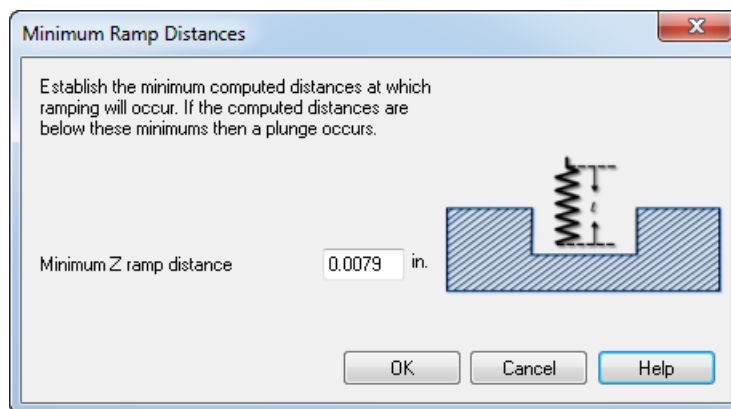 Minimum Ramp Distances
Establish the minimum computed distances at which
ramping will occur. If the computed distances are
below these minimums then a plunge occurs.
Minimum Z ramp distance 0.0079 in.
OK Cancel Help